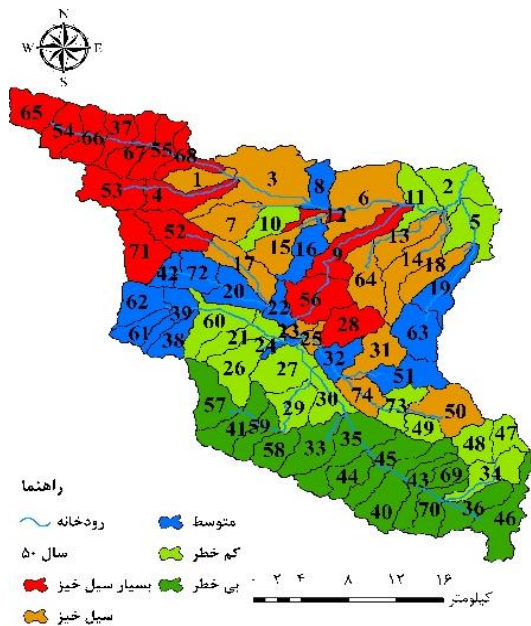 N
W E
S
65 37
54 66 55
67 68
53 4 1 3 8 6 11 2
7 10 12 13 5
71 52 15 16 9 14 18
42 72 17 64 19
62 39 20 22 56 63
61 38 60 21 24 23 25 28 31
26 27 32 51
57 29 30 74 73 50
41 59 58 33 35 49 48 47
44 45 43 69 34
40 70 36 46
راهنما
رودخانه
متوسط
سال ۵۰
کم خطر
بسیار سیل خیز
بی خطر
سیل خیز
۰ ۲ ۴ ۸ ۱۲ ۱۶
کیلومتر